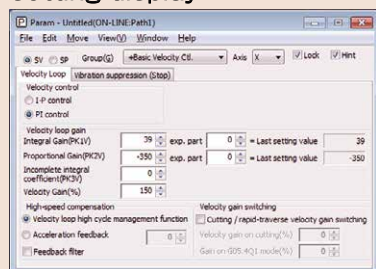 Param - Untitled(ON-LINE:Path1)
File Edit Move View(V) Window Help
SV SP Group(G) +Basic Velocity Ctl. Axis X Lock Hint
Velocity Loop Vibration suppression (Stop)
Velocity control
I-P control
PI control
Velocity loop gain
Integral Gain(PK1V) 39 exp. part 0 = Last setting value 39
Proportional Gain(PK2V) -350 exp. part 0 = Last setting value -350
Incomplete integral coefficient(PK3V) 0
Velocity Gain(%) 150
High-speed compensation Velocity gain switching
Velocity loop high cycle management function Cutting / rapid-traverse velocity gain switching
Acceleration feedback 0 Velocity gain on cutting(%) 0
Feedback filter Gain on G05.4Q1 mode(%) 0